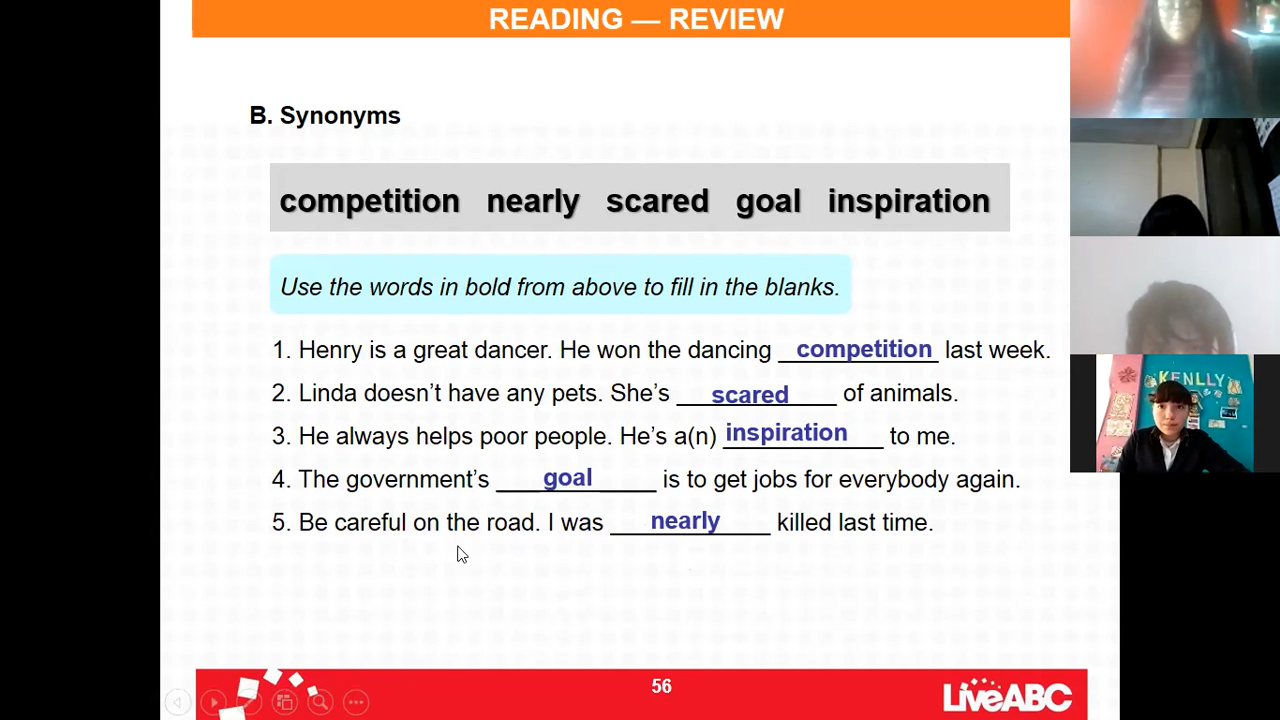 READING — REVIEW
B. Synonyms
competition nearly scared goal inspiration
Use the words in bold from above to fill in the blanks.
1. Henry is a great dancer. He won the dancing competition last week.
2. Linda doesn't have any pets. She's scared of animals.
3. He always helps poor people. He's a(n) inspiration to me.
4. The government's goal is to get jobs for everybody again.
5. Be careful on the road. I was nearly killed last time.
KENLLY
56
LiveABC